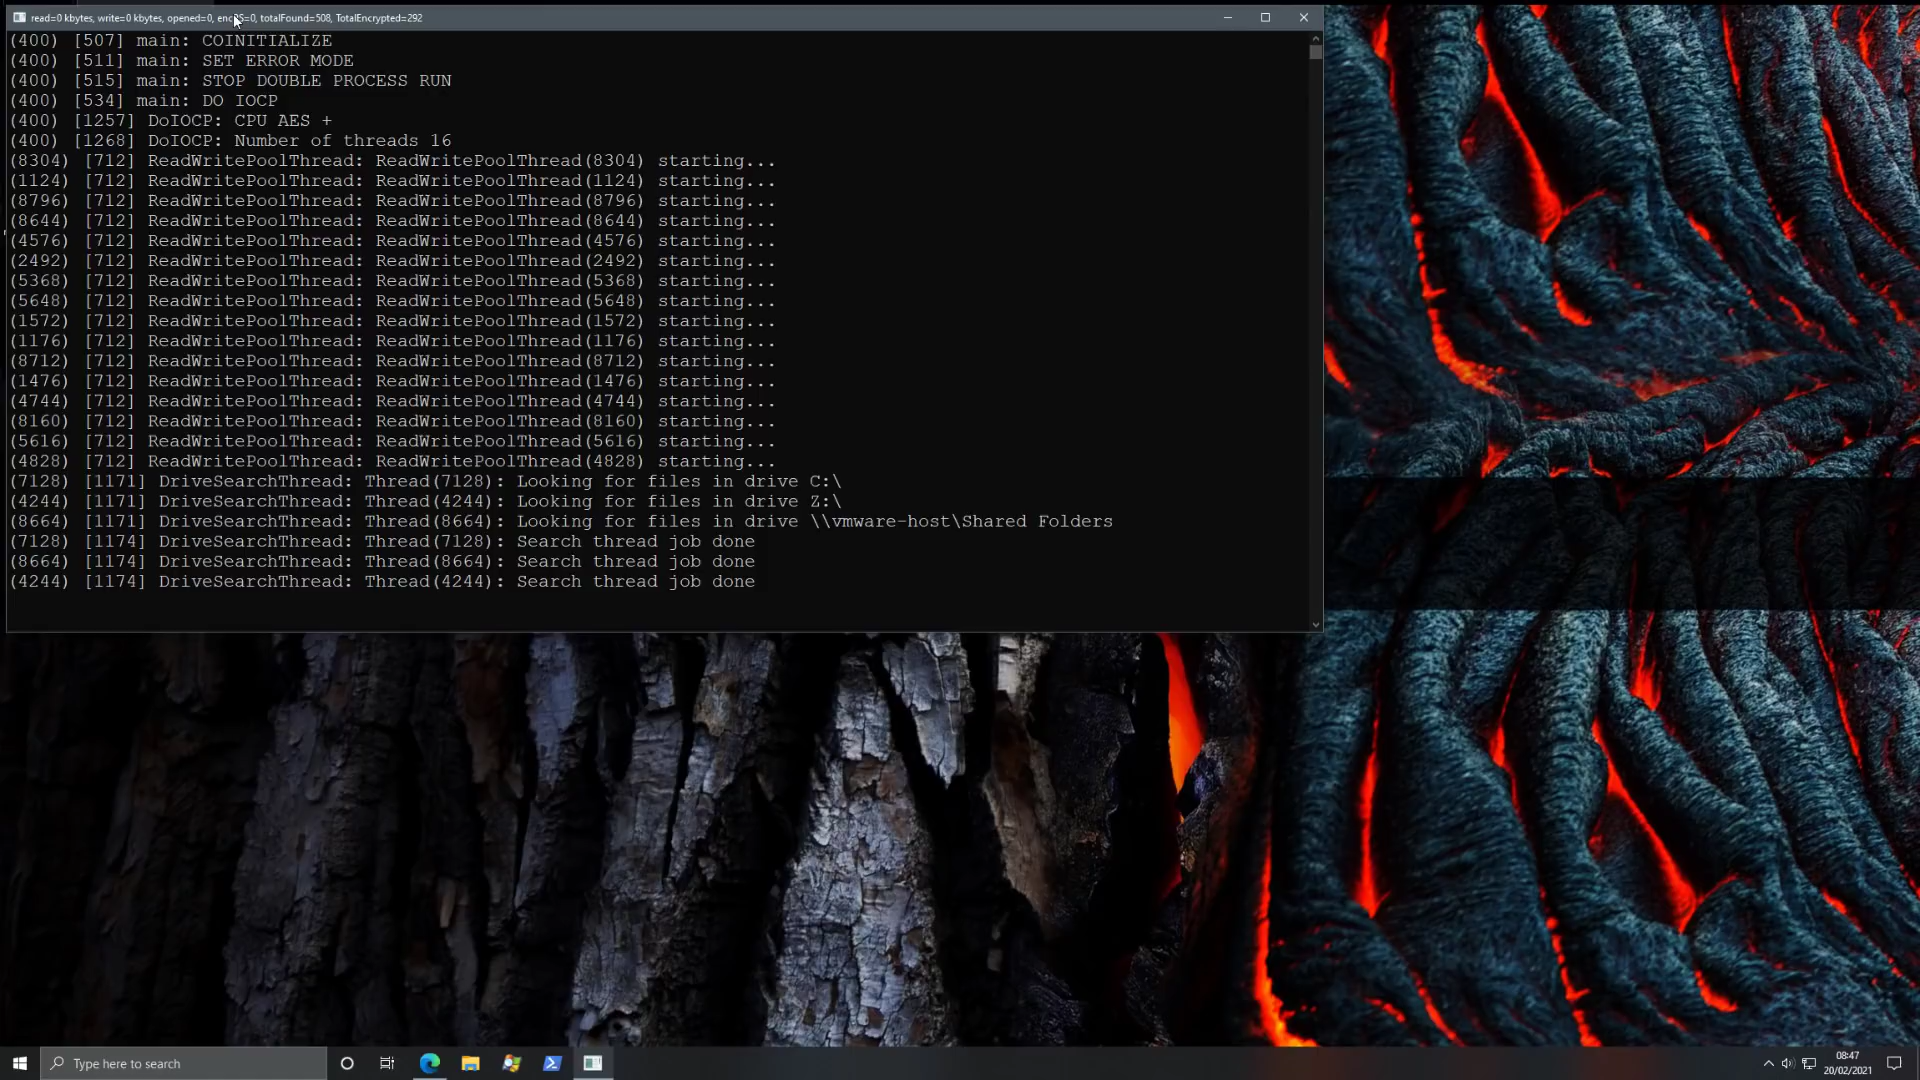 read=0 kbytes, write=0 kbytes, opened=0, encQS=0, totalFound=508, TotalEncrypted=292
(400) [507] main: COINITIALIZE
(400) [511] main: SET ERROR MODE
(400) [515] main: STOP DOUBLE PROCESS RUN
(400) [534] main: DO IOCP
(400) [1257] DoIOCP: CPU AES +
(400) [1268] DoIOCP: Number of threads 16
(8304) [712] ReadWritePoolThread: ReadWritePoolThread(8304) starting...
(1124) [712] ReadWritePoolThread: ReadWritePoolThread(1124) starting...
(8796) [712] ReadWritePoolThread: ReadWritePoolThread(8796) starting...
(8644) [712] ReadWritePoolThread: ReadWritePoolThread(8644) starting...
(4576) [712] ReadWritePoolThread: ReadWritePoolThread(4576) starting...
(2492) [712] ReadWritePoolThread: ReadWritePoolThread(2492) starting...
(5368) [712] ReadWritePoolThread: ReadWritePoolThread(5368) starting...
(5648) [712] ReadWritePoolThread: ReadWritePoolThread(5648) starting...
(1572) [712] ReadWritePoolThread: ReadWritePoolThread(1572) starting...
(1176) [712] ReadWritePoolThread: ReadWritePoolThread(1176) starting...
(8712) [712] ReadWritePoolThread: ReadWritePoolThread(8712) starting...
(1476) [712] ReadWritePoolThread: ReadWritePoolThread(1476) starting...
(4744) [712] ReadWritePoolThread: ReadWritePoolThread(4744) starting...
(8160) [712] ReadWritePoolThread: ReadWritePoolThread(8160) starting...
(5616) [712] ReadWritePoolThread: ReadWritePoolThread(5616) starting...
(4828) [712] ReadWritePoolThread: ReadWritePoolThread(4828) starting...
(7128) [1171] DriveSearchThread: Thread(7128): Looking for files in drive C:\
(4244) [1171] DriveSearchThread: Thread(4244): Looking for files in drive Z:\
(8664) [1171] DriveSearchThread: Thread(8664): Looking for files in drive \\vmware-host\Shared Folders
(7128) [1174] DriveSearchThread: Thread(7128): Search thread job done
(8664) [1174] DriveSearchThread: Thread(8664): Search thread job done
(4244) [1174] DriveSearchThread: Thread(4244): Search thread job done
Type here to search
08:47
20/02/2021